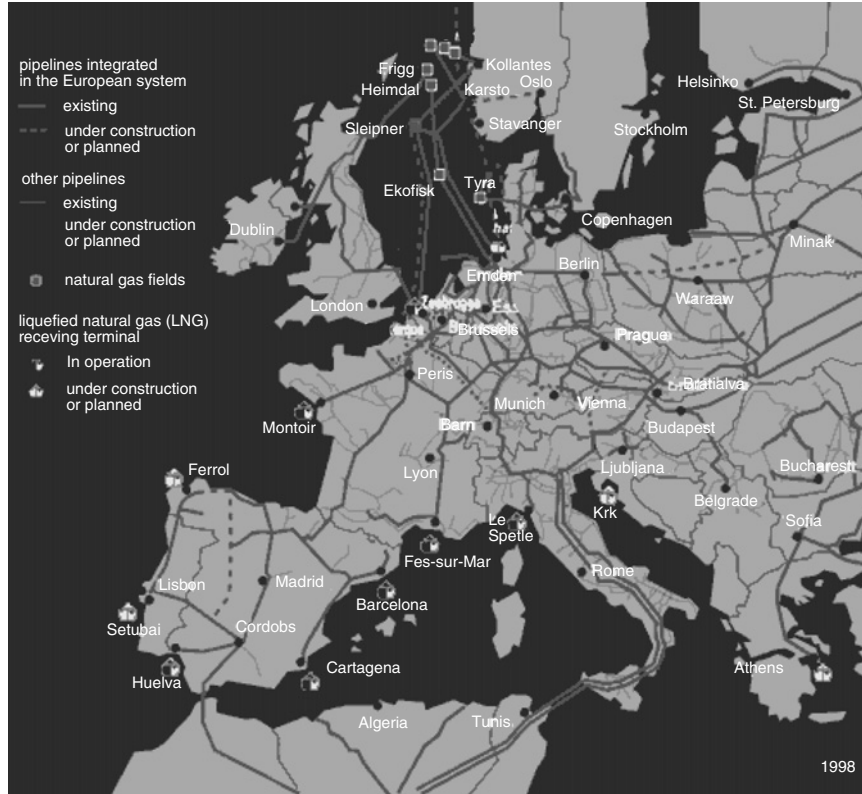 pipelines integrated
in the European system
existing
under construction
or planned
other pipelines
existing
under construction
or planned
natural gas fields
liquefied natural gas (LNG)
receving terminal
In operation
under construction
or planned
Frigg
Heimdal
Kollantes
Karsto
Oslo
Helsinko
St. Petersburg
Sleipner
Stavanger
Stockholm
Ekofisk
Tyra
Dublin
Copenhagen
Minak
Emden
Berlin
London
Waraaw
Brussels
Prague
Peris
Munich
Vienna
Bratialva
Montoir
Barn
Budapest
Lyon
Ljubljana
Bucharest
Ferrol
Belgrade
Krk
Le
Spetle
Sofia
Fes-sur-Mar
Lisbon
Madrid
Rome
Barcelona
Setubai
Cordobs
Huelva
Cartagena
Athens
Algeria
Tunis
1998